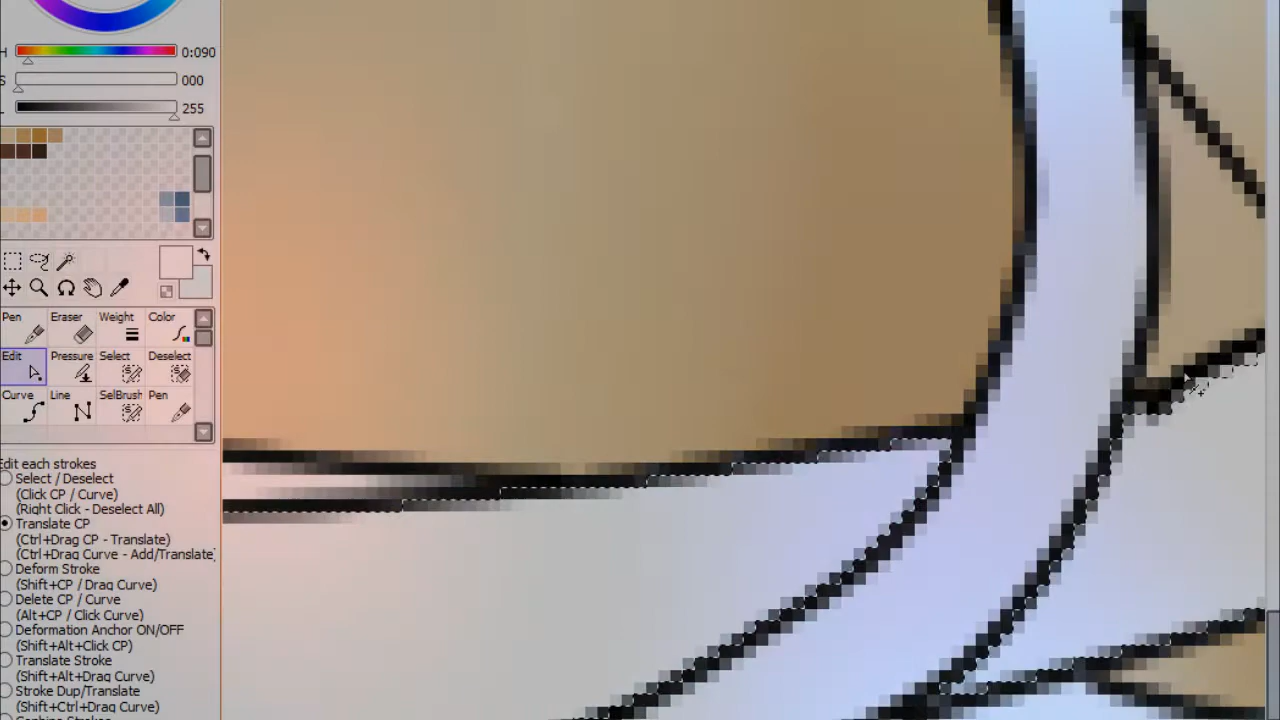 H 0:090
S 000
L 255
Pen Eraser Weight Color
Edit Pressure Select Deselect
Curve Line SelBrush Pen
Edit each strokes
Select / Deselect
(Click CP / Curve)
(Right Click - Deselect All)
Translate CP
(Ctrl+Drag CP - Translate)
(Ctrl+Drag Curve - Add/Translate)
Deform Stroke
(Shift+CP / Drag Curve)
Delete CP / Curve
(Alt+CP / Click Curve)
Deformation Anchor ON/OFF
(Shift+Alt+Click CP)
Translate Stroke
(Shift+Alt+Drag Curve)
Stroke Dup/Translate
(Shift+Ctrl+Drag Curve)